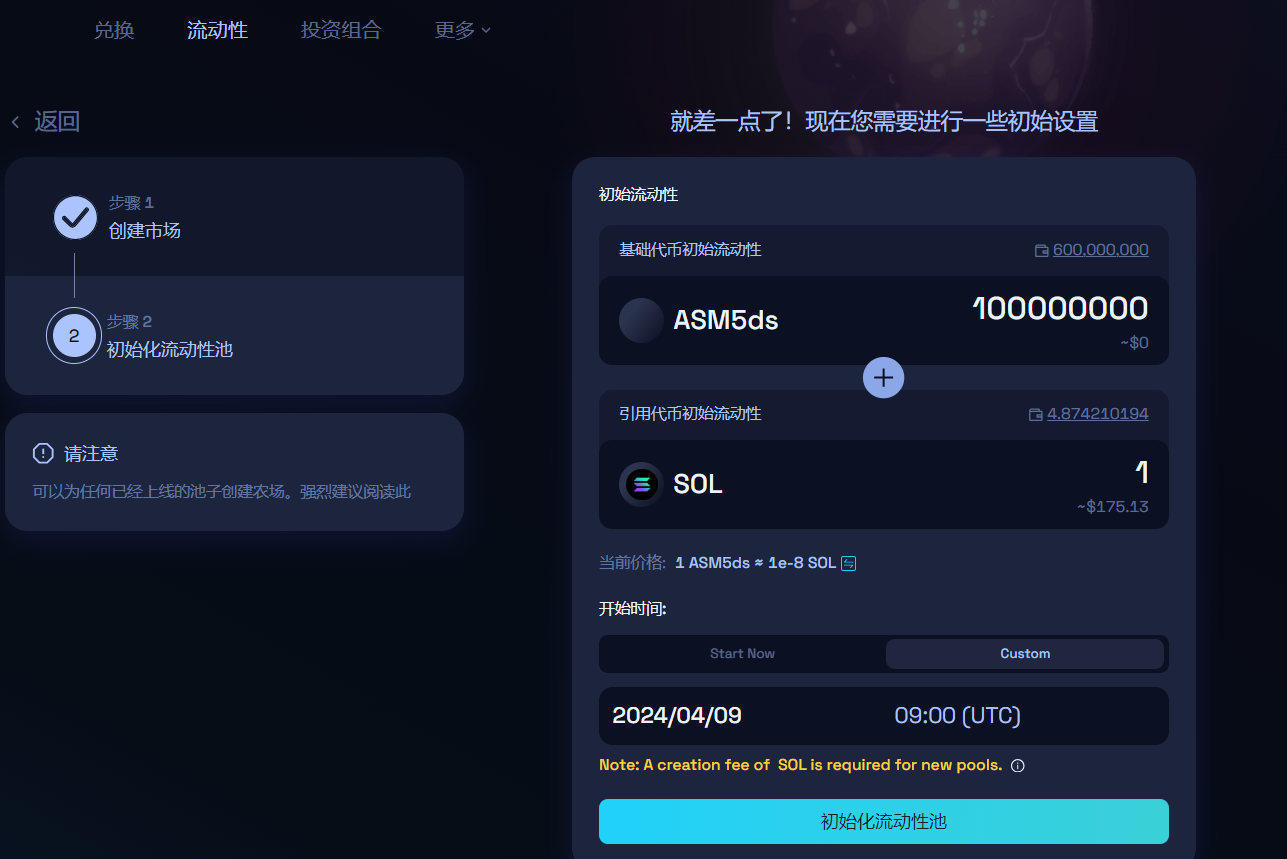 兑换 流动性 投资组合 更多
返回
就差一点了！现在您需要进行一些初始设置
步骤 1
创建市场
2
步骤 2
初始化流动性池
请注意
可以为任何已经上线的池子创建农场。强烈建议阅读此
初始流动性
基础代币初始流动性 600,000,000
ASM5ds 100000000
~$0
引用代币初始流动性 4.874210194
SOL 1
~$175.13
当前价格: 1 ASM5ds ≈ 1e-8 SOL
开始时间:
Start Now Custom
2024/04/09 09:00 (UTC)
Note: A creation fee of SOL is required for new pools.
初始化流动性池